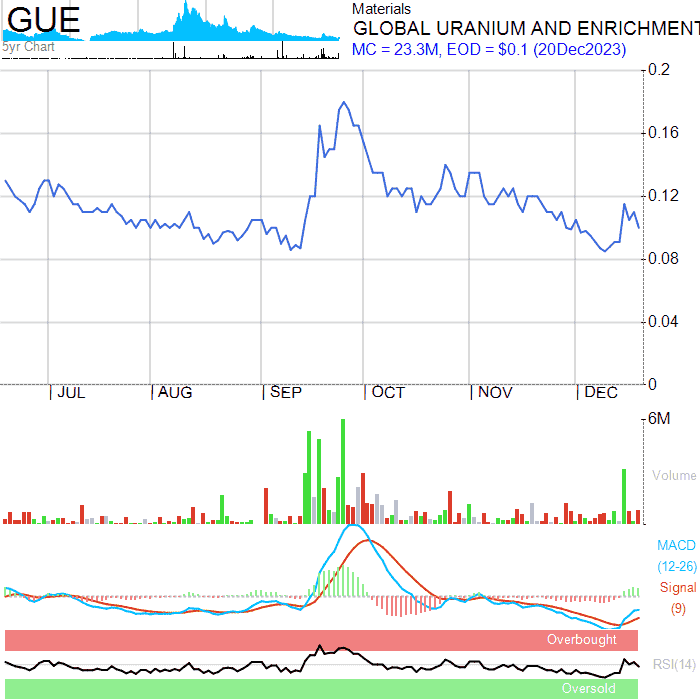 GUE
5yr Chart
Materials
GLOBAL URANIUM AND ENRICHMENT
MC = 23.3M, EOD = $0.1 (20Dec2023)
0.2
0.16
0.12
0.08
0.04
0
JUL
AUG
SEP
OCT
NOV
DEC
6M
Volume
MACD
(12-26)
Signal
(9)
Overbought
RSI(14)
Oversold